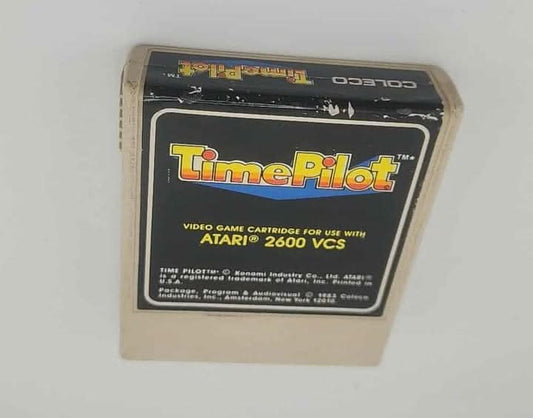 TimePilot™
COLECO
TimePilot™*
VIDEO GAME CARTRIDGE FOR USE WITH
ATARI® 2600 VCS
TIME PILOT™* © Konami Industry Co., Ltd. ATARI®
is a registered trademark of Atari, Inc. Printed in
U.S.A.
Package, Program & Audiovisual © 1983 Coleco
Industries, Inc., Amsterdam, New York 12010